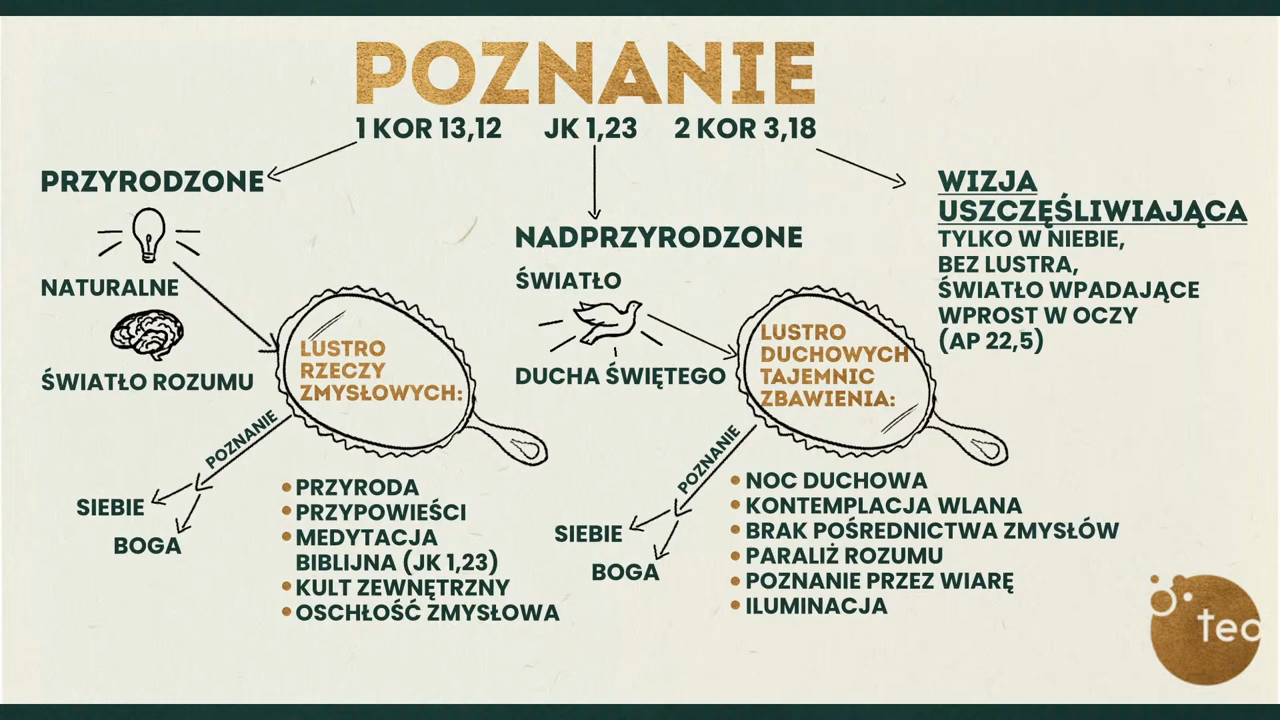 POZNANIE
1 KOR 13,12 JK 1,23 2 KOR 3,18
PRZYRODZONE
NATURALNE
ŚWIATŁO ROZUMU
LUSTRO
RZECZY
ZMYSŁOWYCH:
POZNANIE
SIEBIE
BOGA
PRZYRODA
PRZYPOWIEŚCI
MEDYTACJA
BIBLIJNA (JK 1,23)
KULT ZEWNĘTRZNY
OSCHŁOŚĆ ZMYSŁOWA
NADPRZYRODZONE
ŚWIATŁO
DUCHA ŚWIĘTEGO
LUSTRO
DUCHOWYCH
TAJEMNIC
ZBAWIENIA:
POZNANIE
SIEBIE
BOGA
NOC DUCHOWA
KONTEMPLACJA WLANA
BRAK POŚREDNICTWA ZMYSŁÓW
PARALIŻ ROZUMU
POZNANIE PRZEZ WIARĘ
ILUMINACJA
WIZJA
USZCZĘŚLIWIAJĄCA
TYLKO W NIEBIE,
BEZ LUSTRA,
ŚWIATŁO WPADAJĄCE
WPROST W OCZY
(AP 22,5)